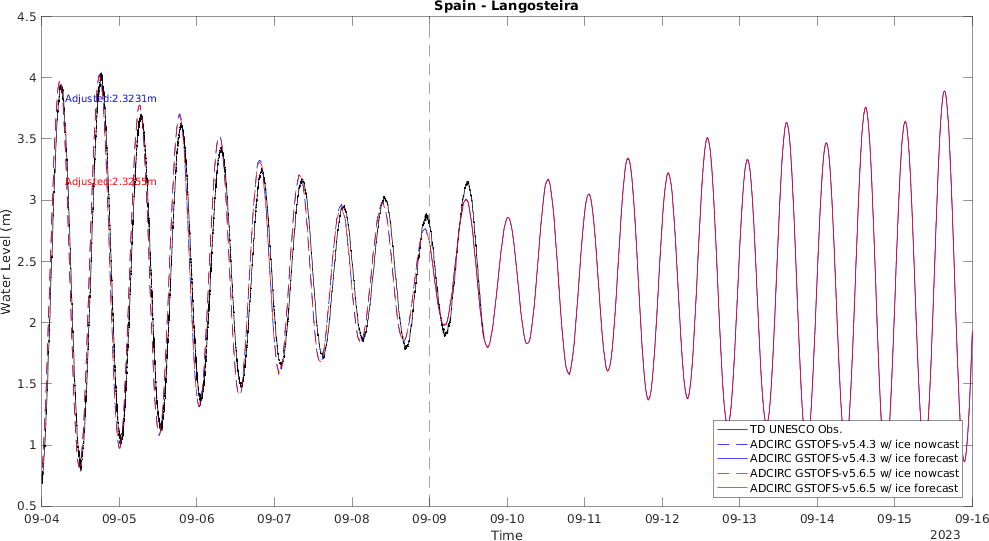 Spain - Langosteira
4.5
4
3.5
3
2.5
2
1.5
1
0.5
Water Level (m)
Adjusted:2.3231m
Adjusted:2.3255m
TD UNESCO Obs.
ADCIRC GSTOFS-v5.4.3 w/ ice nowcast
ADCIRC GSTOFS-v5.4.3 w/ ice forecast
ADCIRC GSTOFS-v5.6.5 w/ ice nowcast
ADCIRC GSTOFS-v5.6.5 w/ ice forecast
09-04 09-05 09-06 09-07 09-08 09-09 09-10 09-11 09-12 09-13 09-14 09-15 09-16
Time
2023